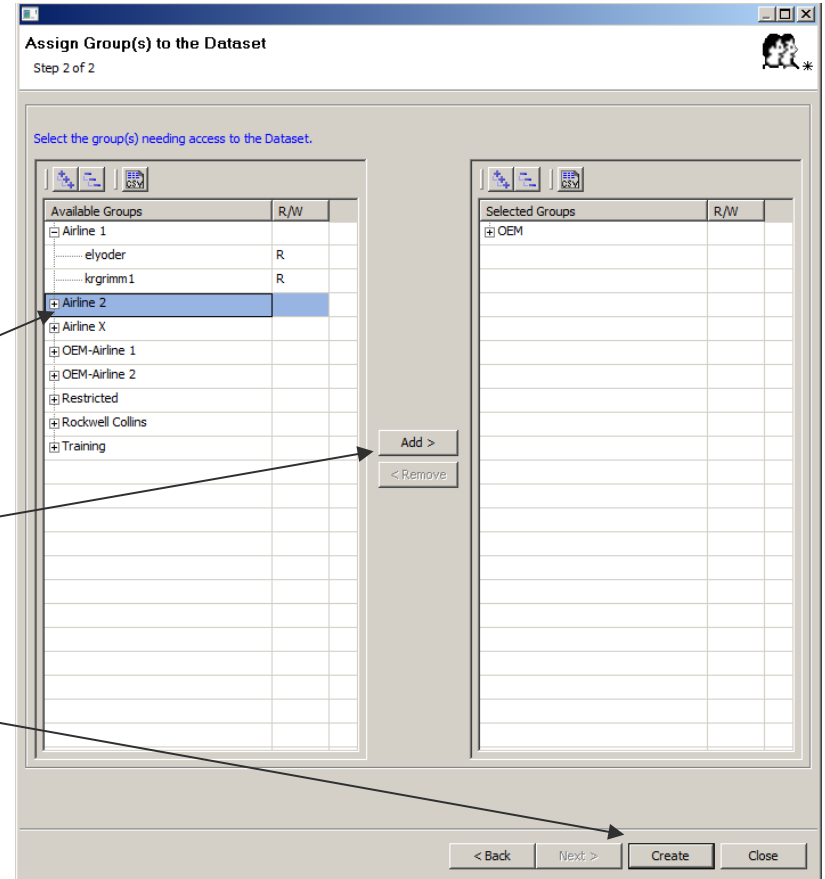 Assign Group(s) to the Dataset
Step 2 of 2
Select the group(s) needing access to the Dataset.
CSV
CSV
Available Groups R/W
Selected Groups R/W
Airline 1
OEM
elyoder R
krgrimm1 R
Airline 2
Airline X
OEM-Airline 1
OEM-Airline 2
Restricted
Rockwell Collins
Training
Add >
< Remove
< Back Next > Create Close